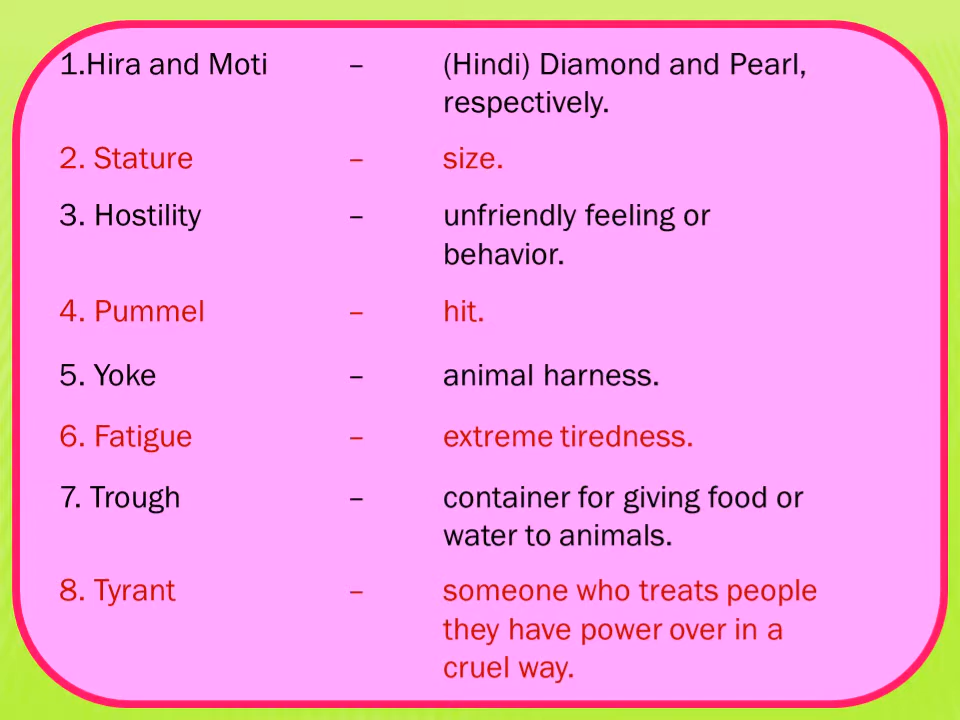 1.Hira and Moti – (Hindi) Diamond and Pearl,
respectively.
2. Stature – size.
3. Hostility – unfriendly feeling or
behavior.
4. Pummel – hit.
5. Yoke – animal harness.
6. Fatigue – extreme tiredness.
7. Trough – container for giving food or
water to animals.
8. Tyrant – someone who treats people
they have power over in a
cruel way.